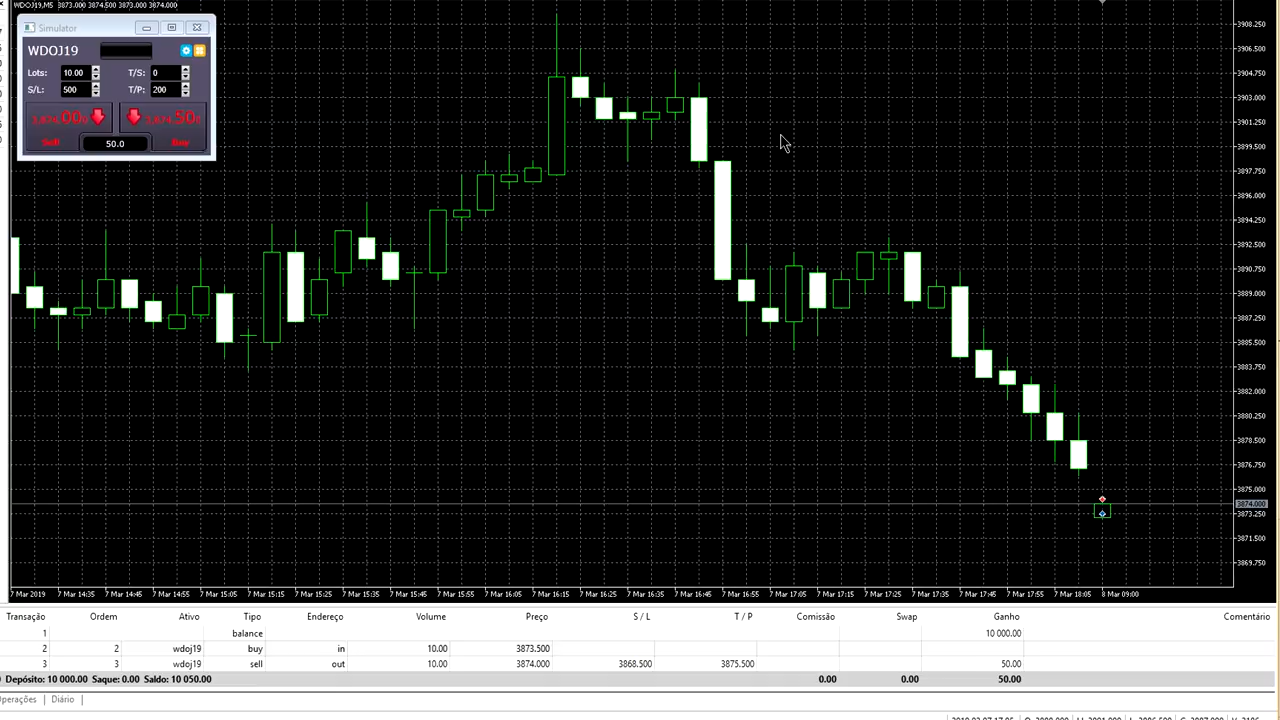 WDOJ19,M5 3873.000 3874.500 3873.000 3874.000
Simulator
WDOJ19
Lots: 10.00 T/S: 0
S/L: 500 T/P: 200
Sell 50.0 Buy
3908.250
3906.500
3904.750
3903.000
3901.250
3899.500
3897.750
3896.000
3894.250
3892.500
3890.750
3889.000
3887.250
3885.500
3883.750
3882.000
3880.250
3878.500
3876.750
3875.000
3874.000
3873.250
3871.500
3869.750
7 Mar 2019 7 Mar 14:35 7 Mar 14:45 7 Mar 14:55 7 Mar 15:05 7 Mar 15:15 7 Mar 15:25 7 Mar 15:35 7 Mar 15:45 7 Mar 15:55 7 Mar 16:05 7 Mar 16:15 7 Mar 16:25 7 Mar 16:35 7 Mar 16:45 7 Mar 16:55 7 Mar 17:05 7 Mar 17:15 7 Mar 17:25 7 Mar 17:35 7 Mar 17:45 7 Mar 17:55 7 Mar 18:05 8 Mar 09:00
Transação Ordem Ativo Tipo Endereço Volume Preço S / L T / P Comissão Swap Ganho Comentário
1 balance 10 000.00
2 2 wdoj19 buy in 10.00 3873.500
3 3 wdoj19 sell out 10.00 3874.000 3868.500 3875.500 50.00
Depósito: 10 000.00 Saque: 0.00 Saldo: 10 050.00 0.00 0.00 50.00
Operações | Diário |